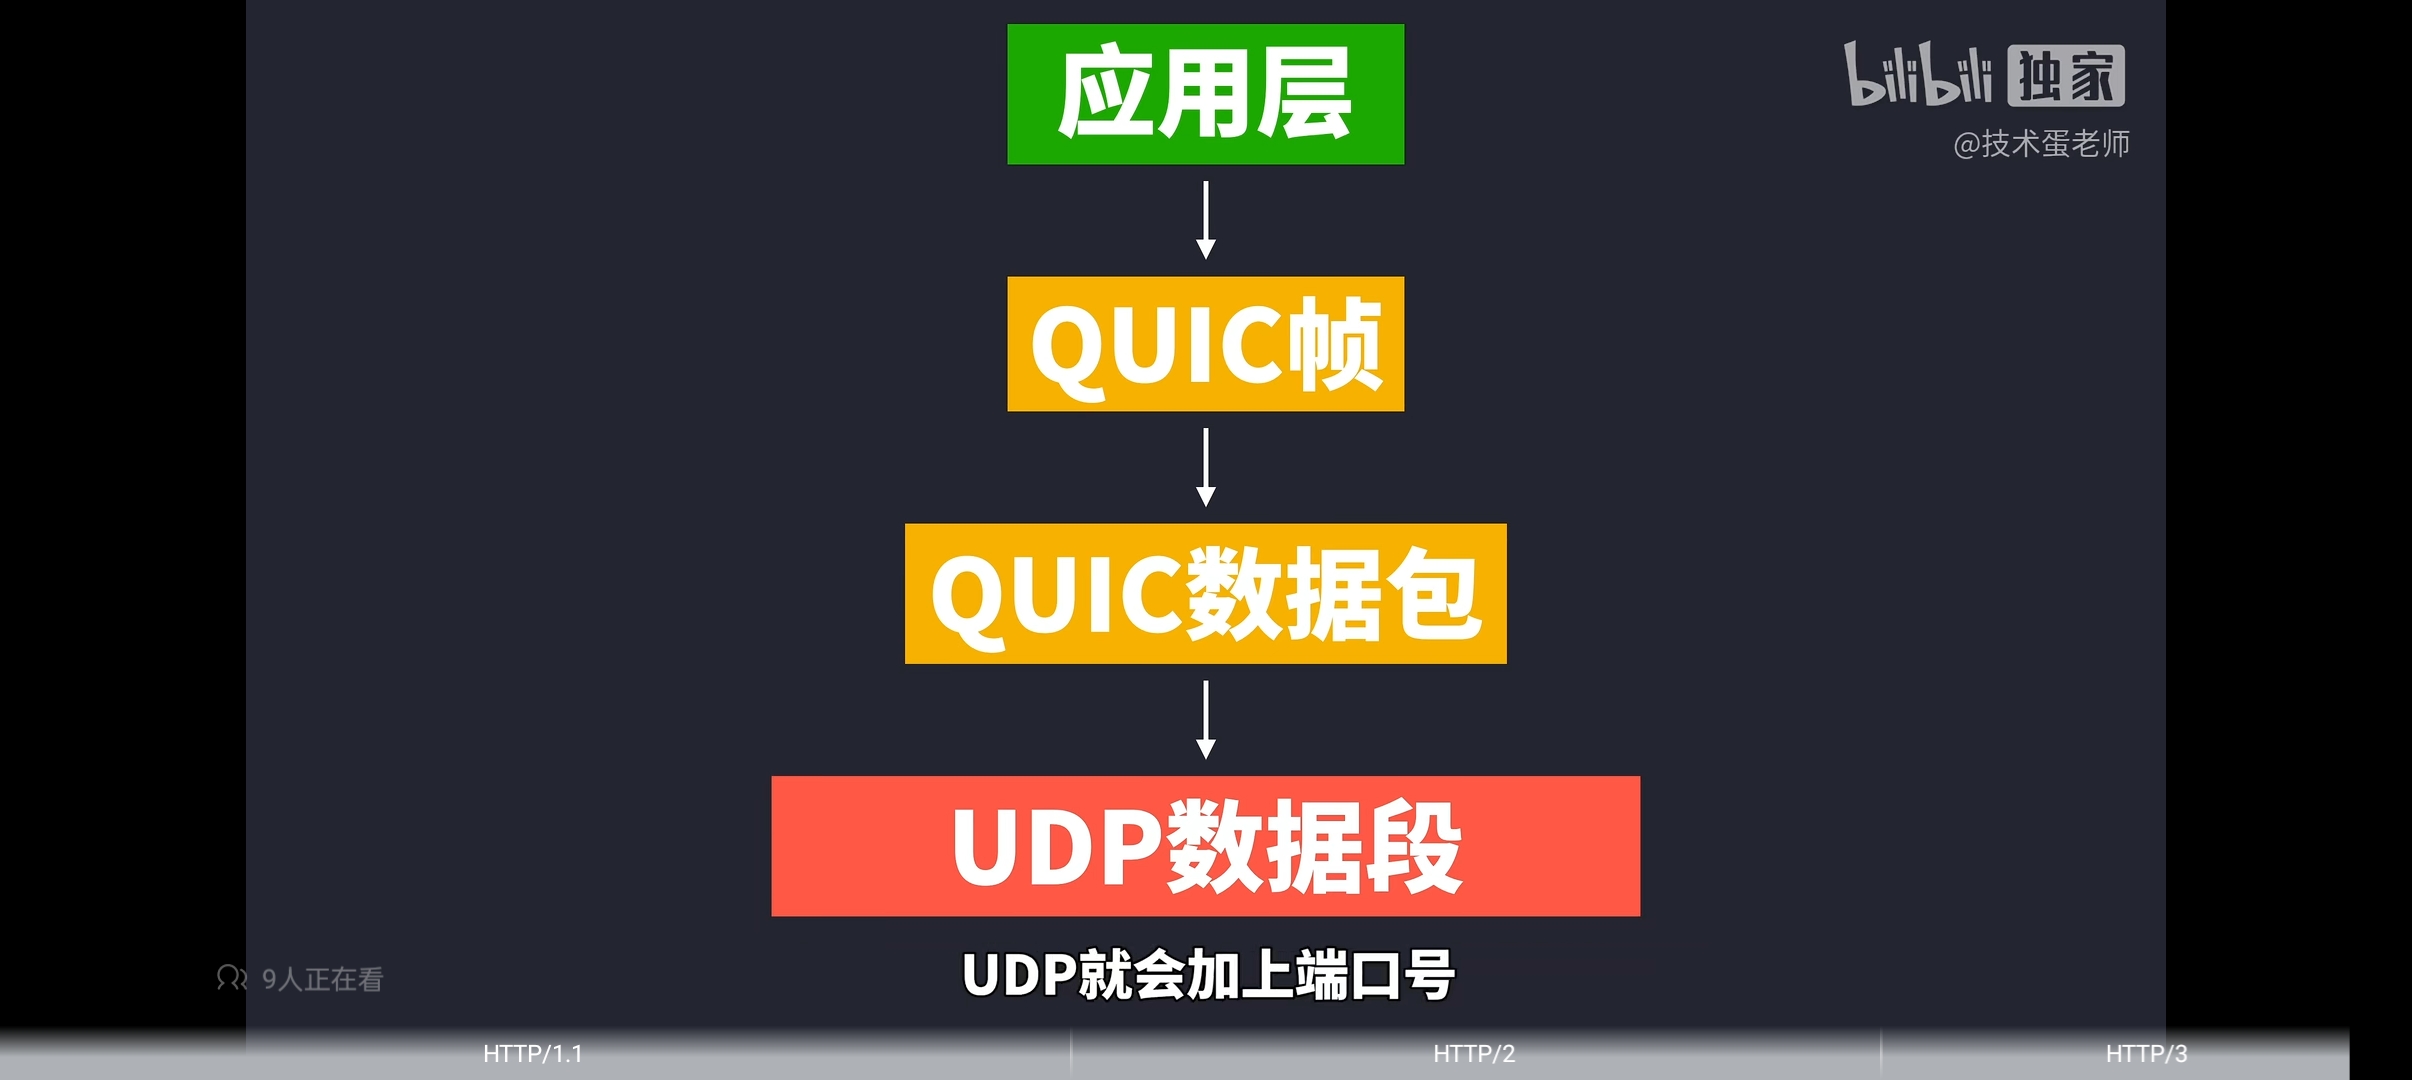 应用层
bilibili 独家
@技术蛋老师
QUIC帧
QUIC数据包
UDP数据段
UDP就会加上端口号
9人正在看
HTTP/1.1
HTTP/2
HTTP/3